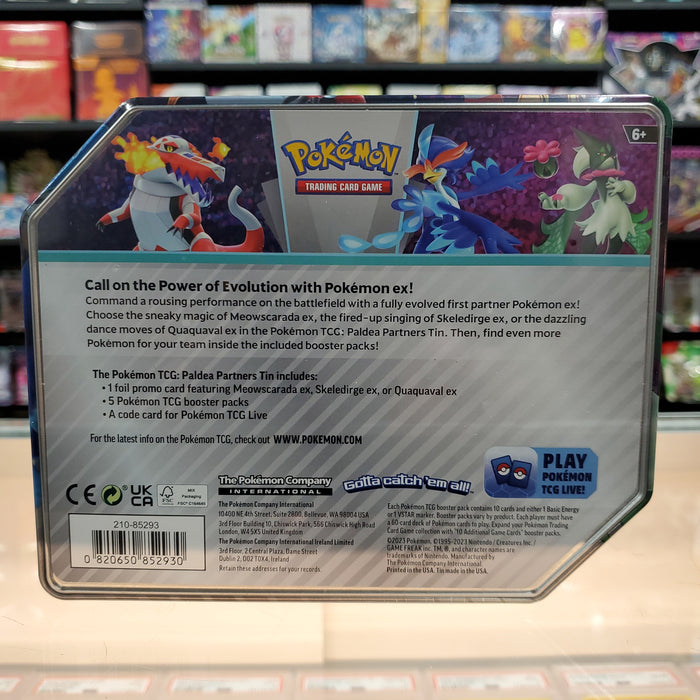 6+
POKÉMON
TRADING CARD GAME
Call on the Power of Evolution with Pokémon ex!
Command a rousing performance on the battlefield with a fully evolved first partner Pokémon ex!
Choose the sneaky magic of Meowscarada ex, the fired-up singing of Skeledirge ex, or the dazzling
dance moves of Quaquaval ex in the Pokémon TCG: Paldea Partners Tin. Then, find even more
Pokémon for your team inside the included booster packs!
The Pokémon TCG: Paldea Partners Tin includes:
• 1 foil promo card featuring Meowscarada ex, Skeledirge ex, or Quaquaval ex
• 5 Pokémon TCG booster packs
• A code card for Pokémon TCG Live
For the latest info on the Pokémon TCG, check out WWW.POKEMON.COM
PLAY
POKÉMON
TCG LIVE!
CE
UK
CA
FSC
MIX
Packaging
FSC® C164645
210-85293
0 820650 852930
The Pokémon Company
INTERNATIONAL
The Pokémon Company International
10400 NE 4th Street, Suite 2800, Bellevue, WA 98004 USA
3rd Floor Building 10, Chiswick Park, 566 Chiswick High Road
London, W4 5XS United Kingdom
The Pokémon Company International Ireland Limited
3rd Floor, 2 Central Plaza, Dame Street
Dublin 2, D02 T0X4, Ireland
Retain these addresses for your records.
Gotta catch 'em all!
Each Pokémon TCG booster pack contains 10 cards and either 1 Basic Energy
or 1 VSTAR marker. Booster packs vary by product. Each player must have
a 60-card deck of Pokémon cards to play. Expand your Pokémon Trading
Card Game collection with "10 Additional Game Cards" booster packs.
©2023 Pokémon. ©1995-2023 Nintendo / Creatures Inc. /
GAME FREAK inc. TM, ®, and character names are
trademarks of Nintendo. Manufactured by
The Pokémon Company International.
Printed in the USA. Tin made in the USA.